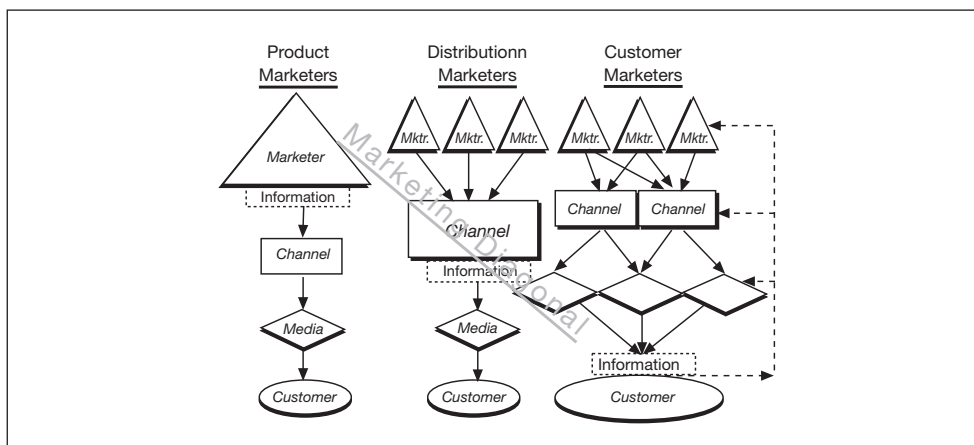 Product
Marketers
Distributionn
Marketers
Customer
Marketers
Marketer
Information
Channel
Media
Customer
Mktr. Mktr. Mktr.
Channel
Information
Media
Customer
Mktr. Mktr. Mktr.
Channel Channel
Information
Customer
Marketing Diagonal